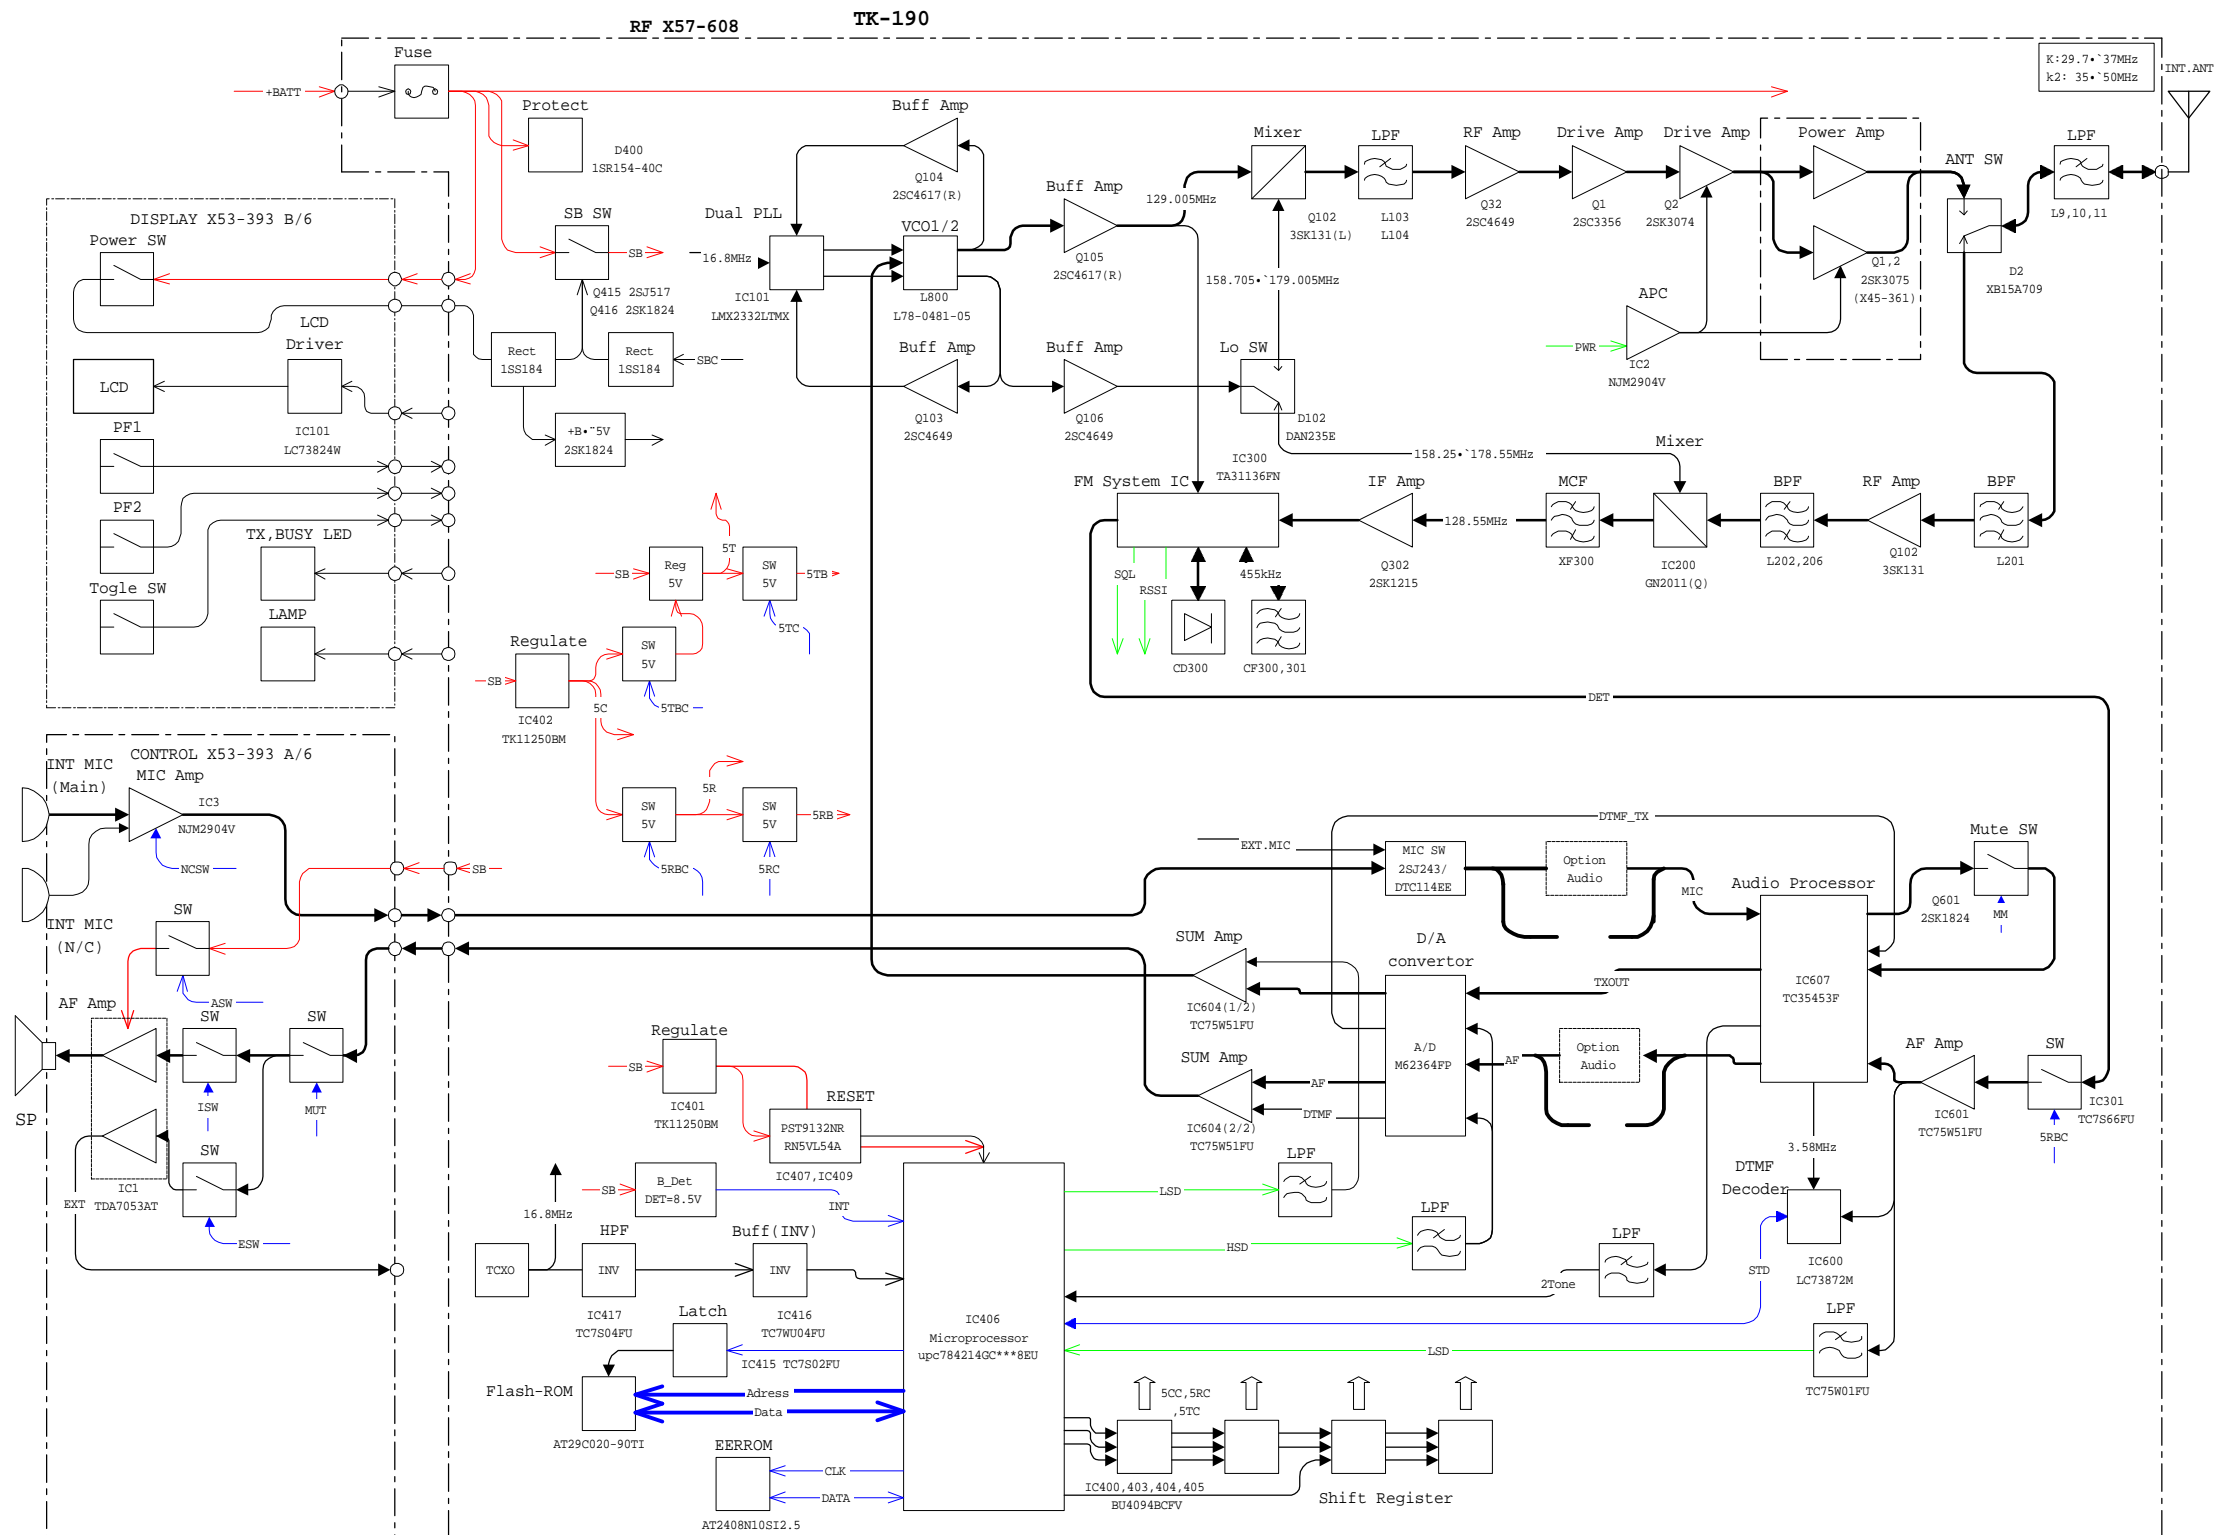 TK-190
RF X57-608
K:29.7•`37MHz
k2: 35•`50MHz
INT.ANT
Fuse
+BATT
Protect
D400
1SR154-40C
Buff Amp
Q104
2SC4617(R)
Mixer
Q102
3SK131(L)
LPF
L103
L104
RF Amp
Q32
2SC4649
Drive Amp
Q1
2SC3356
Drive Amp
Q2
2SK3074
Power Amp
Q1,2
2SK3075
(X45-361)
ANT SW
D2
XB15A709
LPF
L9,10,11
DISPLAY X53-393 B/6
Power SW
SB SW
SB
Q415 2SJ517
Q416 2SK1824
Dual PLL
16.8MHz
IC101
LMX2332LTMX
VCO1/2
L800
L78-0481-05
Buff Amp
Q105
2SC4617(R)
129.005MHz
158.705•`179.005MHz
APC
PWR
IC2
NJM2904V
LCD
Driver
LCD
IC101
LC73824W
Rect
1SS184
Rect
1SS184
SBC
+B•¨5V
2SK1824
Buff Amp
Q103
2SC4649
Buff Amp
Q106
2SC4649
Lo SW
D102
DAN235E
158.25•`178.55MHz
Mixer
IC200
GN2011(Q)
PF1
PF2
Togle SW
TX,BUSY LED
LAMP
IC300
TA31136FN
FM System IC
SQL
RSSI
455kHz
CD300
CF300,301
IF Amp
Q302
2SK1215
128.55MHz
MCF
XF300
BPF
L202,206
RF Amp
Q102
3SK131
BPF
L201
DET
SB
Reg
5V
5T
SW
5V
5TB
5TC
Regulate
SB
IC402
TK11250BM
SW
5V
5TBC
5C
SW
5V
5R
5RBC
SW
5V
5RB
5RC
CONTROL X53-393 A/6
INT MIC
(Main)
MIC Amp
IC3
NJM2904V
NCSW
SB
INT MIC
(N/C)
SW
ASW
AF Amp
SW
SW
ISW
MUT
SP
SW
IC1
TDA7053AT
EXT
ESW
EXT.MIC
MIC SW
2SJ243/
DTC114EE
DTMF_TX
Option
Audio
MIC
Audio Processor
IC607
TC35453F
Mute SW
Q601
2SK1824
MM
SUM Amp
IC604(1/2)
TC75W51FU
D/A
convertor
A/D
M62364FP
TXOUT
AF
Option
Audio
SUM Amp
IC604(2/2)
TC75W51FU
AF
DTMF
AF Amp
IC601
TC75W51FU
SW
IC301
TC7S66FU
5RBC
3.58MHz
DTMF
Decoder
IC600
LC73872M
STD
Regulate
SB
IC401
TK11250BM
RESET
PST9132NR
RN5VL54A
IC407,IC409
SB
B_Det
DET=8.5V
INT
16.8MHz
TCXO
HPF
INV
IC417
TC7S04FU
Buff(INV)
INV
IC416
TC7WU04FU
LSD
LPF
HSD
LPF
2Tone
LPF
LPF
TC75W01FU
LSD
IC406
Microprocessor
upc784214GC***8EU
Latch
IC415 TC7S02FU
Flash-ROM
AT29C020-90TI
Adress
Data
EERROM
CLK
DATA
AT2408N10SI2.5
5CC,5RC
,5TC
IC400,403,404,405
BU4094BCFV
Shift Register